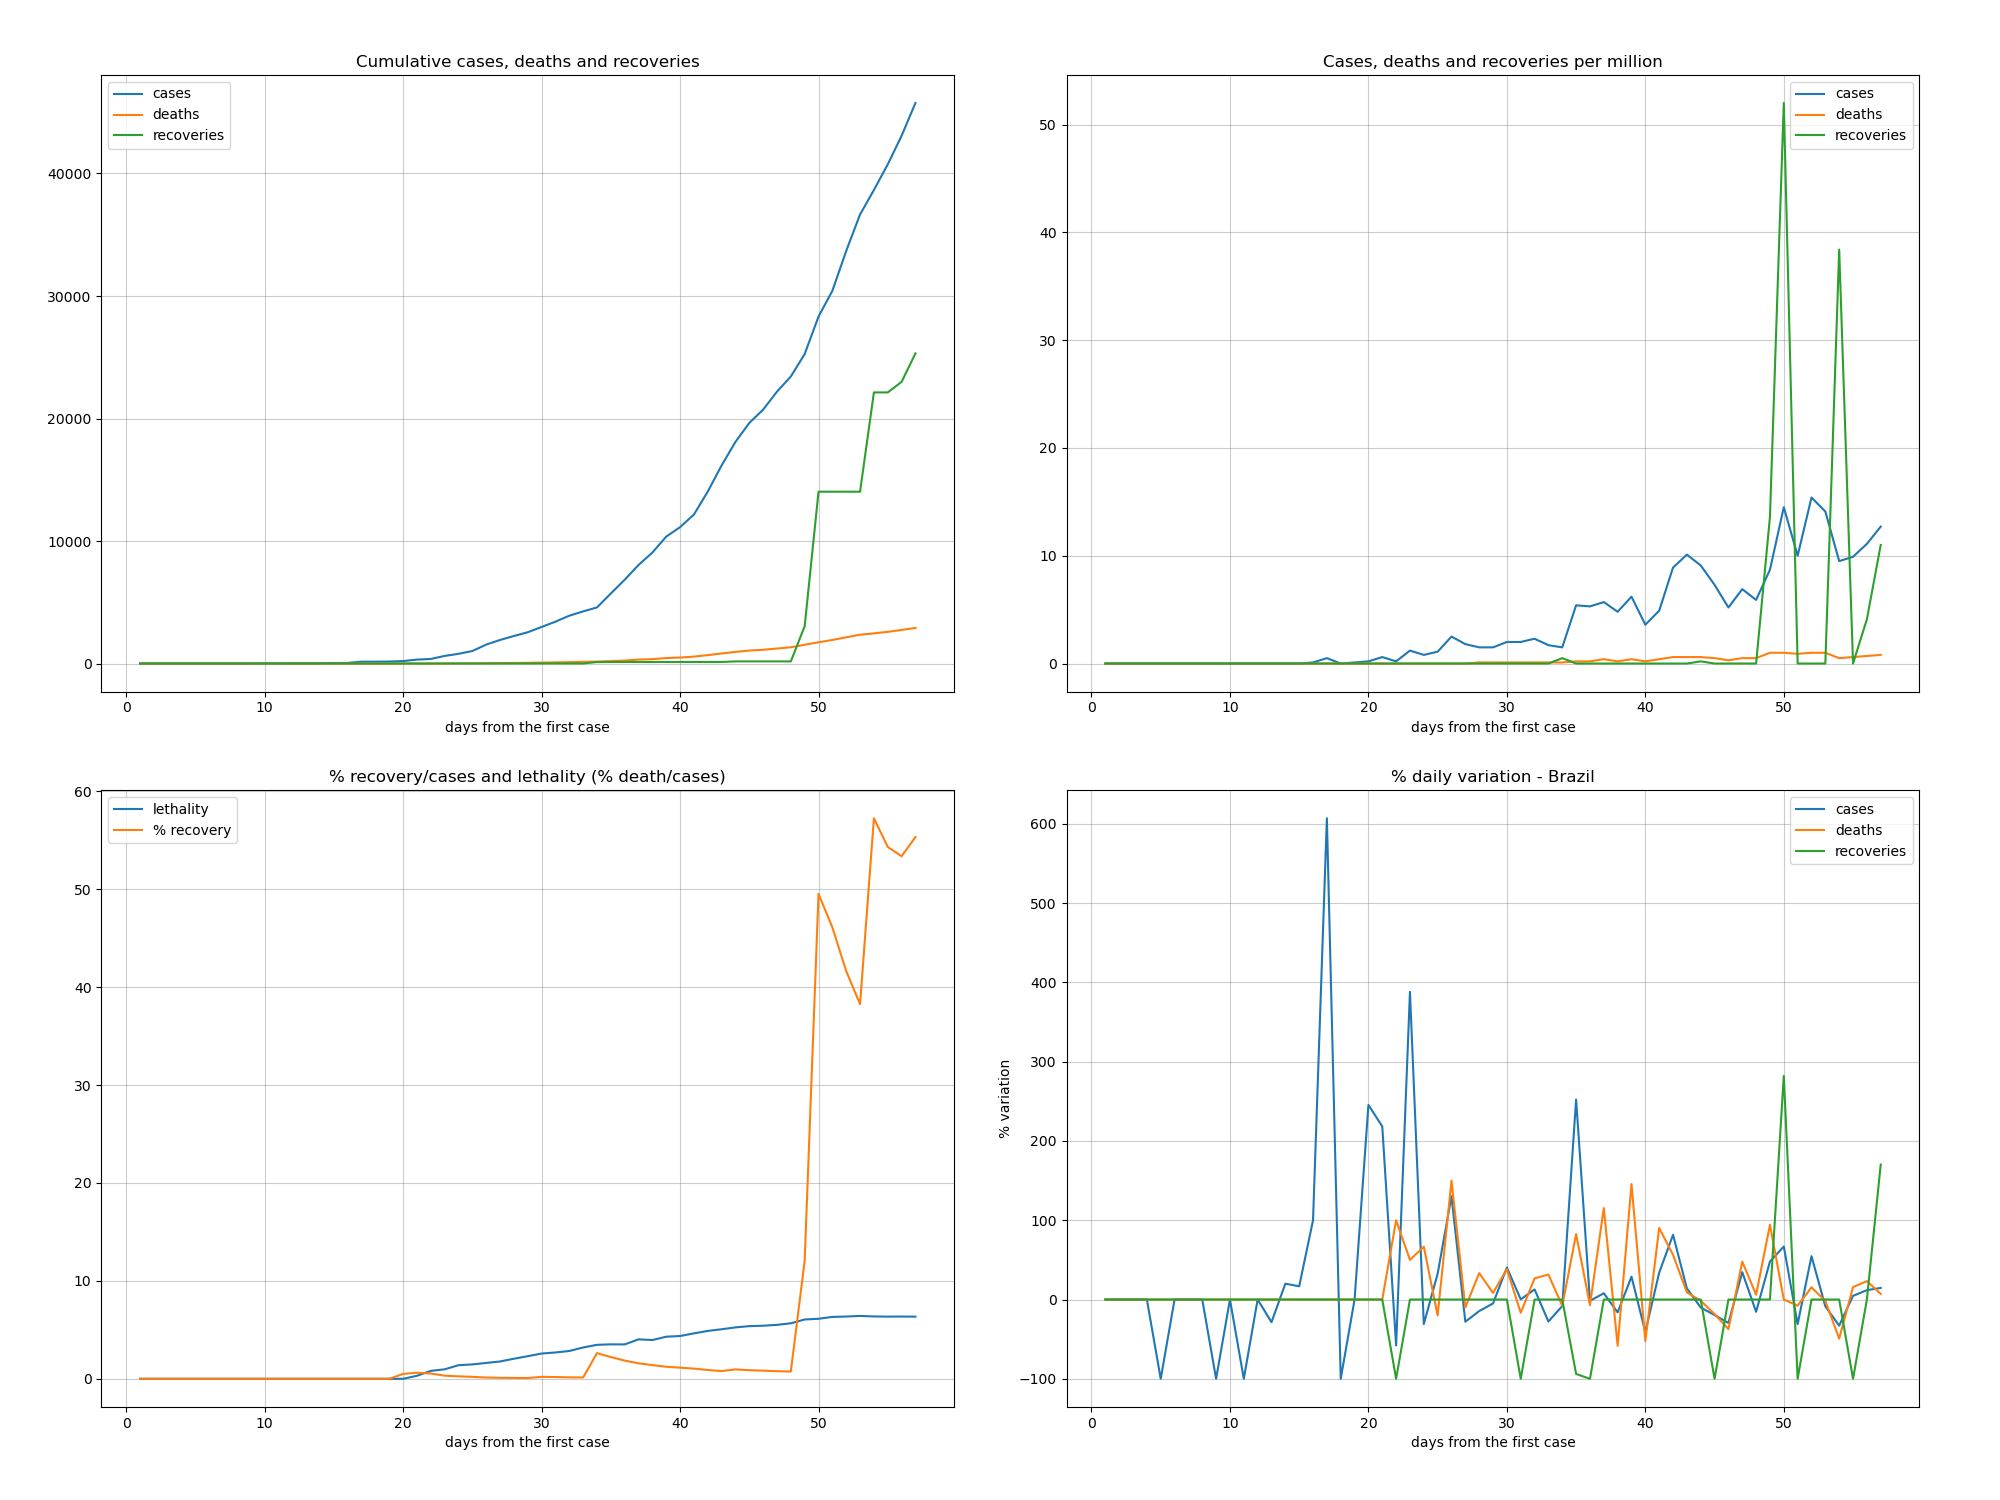 Cumulative cases, deaths and recoveries
cases
deaths
recoveries
40000
30000
20000
10000
0
0 10 20 30 40 50
days from the first case
Cases, deaths and recoveries per million
cases
deaths
recoveries
50
40
30
20
10
0
0 10 20 30 40 50
days from the first case
% recovery/cases and lethality (% death/cases)
lethality
% recovery
60
50
40
30
20
10
0
0 10 20 30 40 50
days from the first case
% daily variation - Brazil
cases
deaths
recoveries
% variation
600
500
400
300
200
100
0
−100
0 10 20 30 40 50
days from the first case